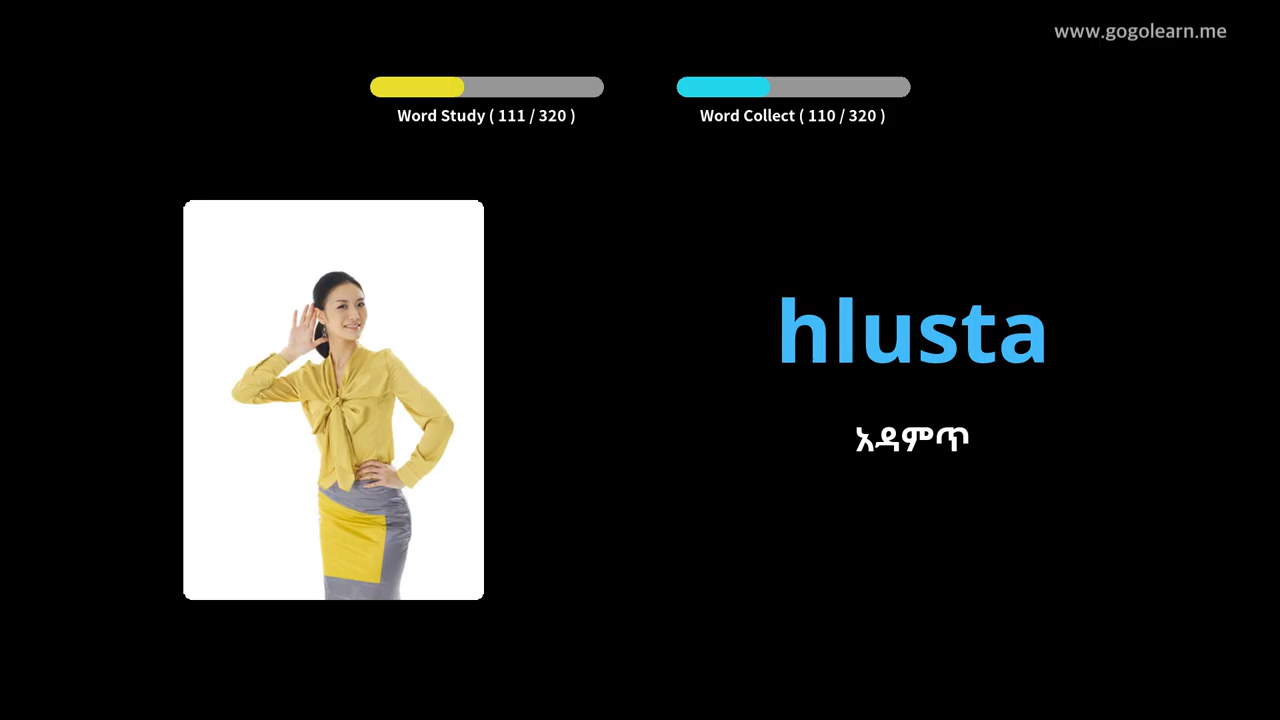 www.gogolearn.me
Word Study ( 111 / 320 )
Word Collect ( 110 / 320 )
hlusta
አዳምጥ